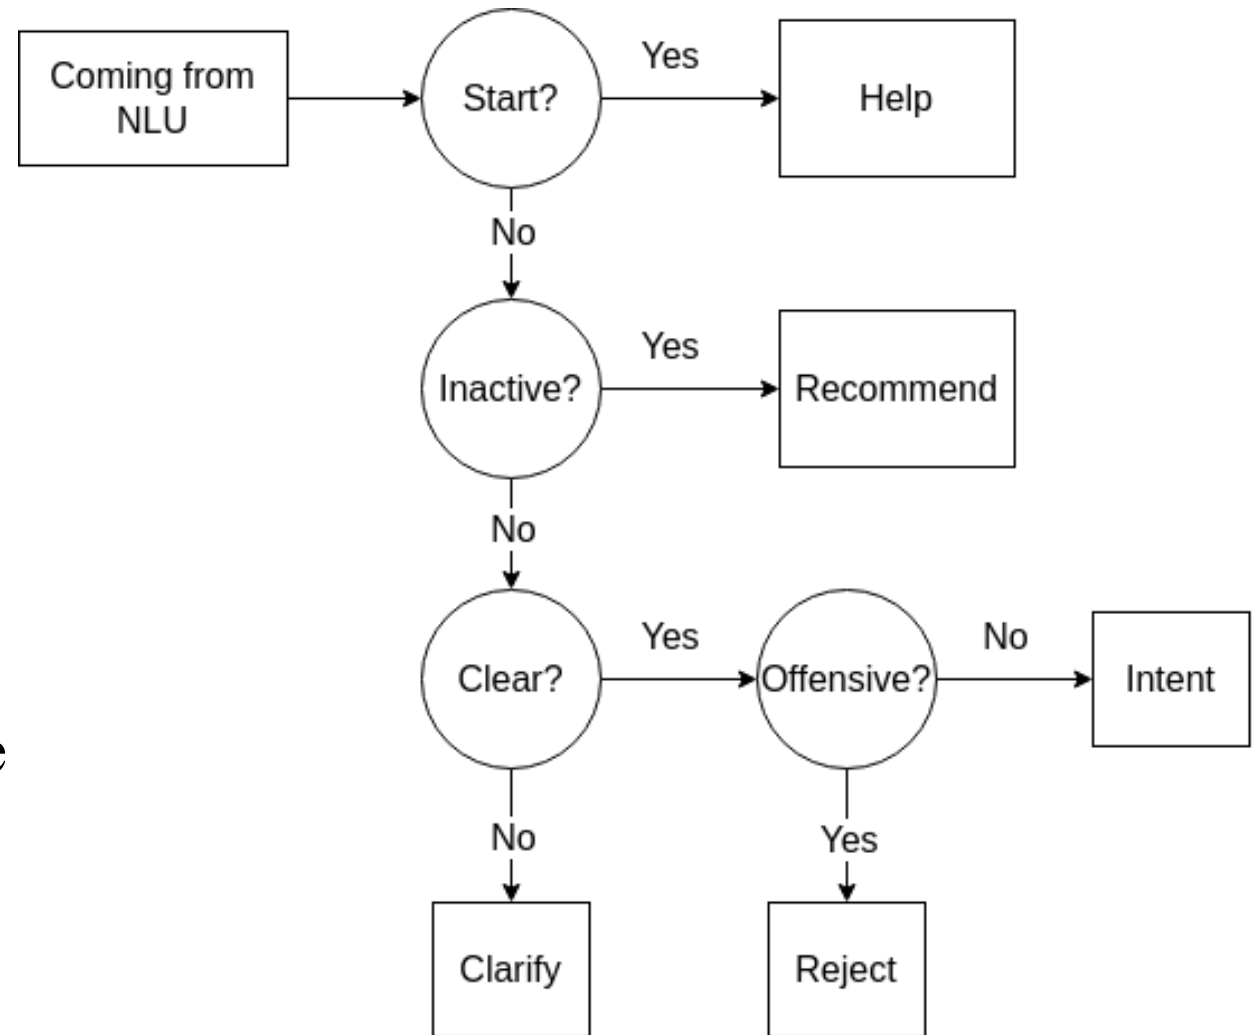 Coming from
NLU
Start?
Yes
Help
No
Inactive?
Yes
Recommend
No
Clear?
Yes
Offensive?
No
Intent
e
No
Yes
Clarify
Reject